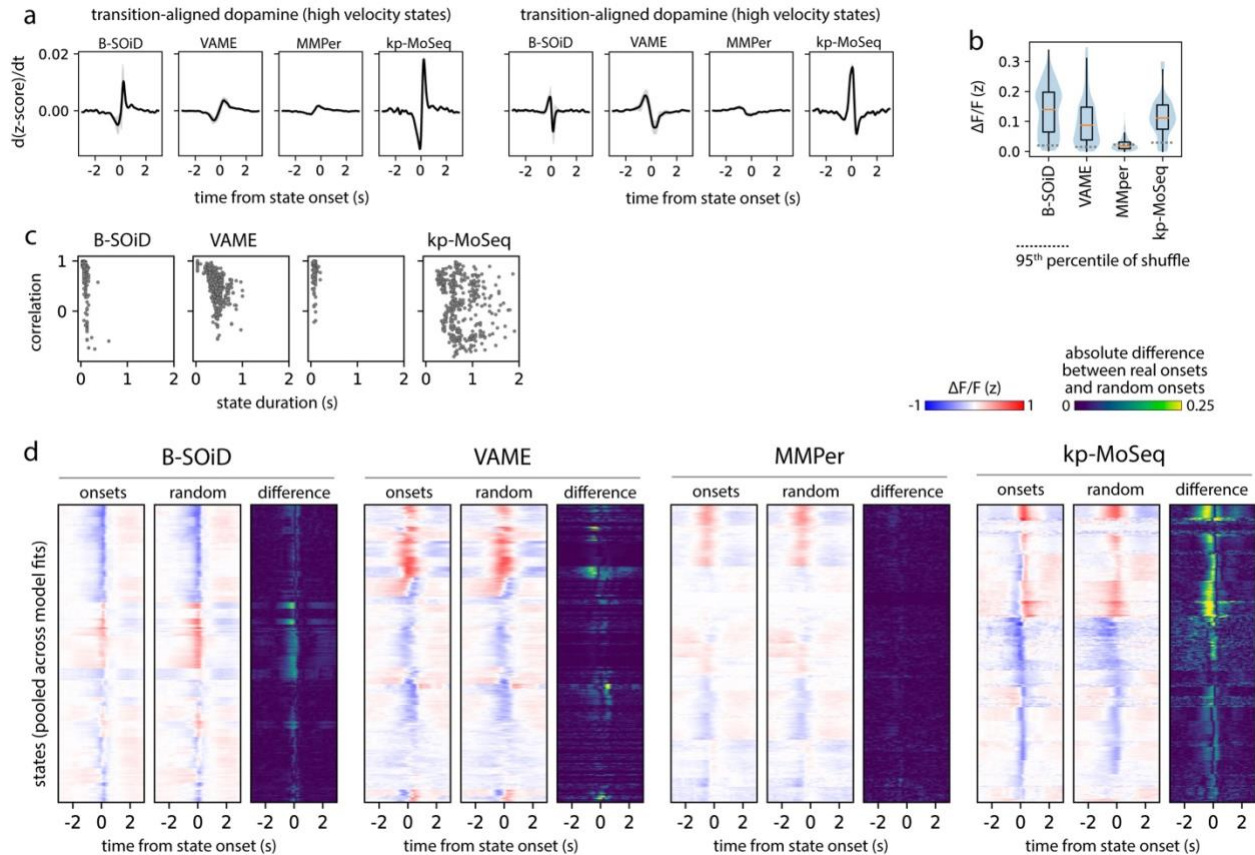 a
transition-aligned dopamine (high velocity states)
B-SOiD VAME MMPer kp-MoSeq
d(z-score)/dt
0.02
0.00
-2 0 2 -2 0 2 -2 0 2 -2 0 2
time from state onset (s)
transition-aligned dopamine (high velocity states)
B-SOiD VAME MMPer kp-MoSeq
-2 0 2 -2 0 2 -2 0 2 -2 0 2
time from state onset (s)
b
ΔF/F (z)
0.3
0.2
0.1
0.0
B-SOiD
VAME
MMper
kp-MoSeq
95th percentile of shuffle
c
B-SOiD VAME kp-MoSeq
correlation
1
0
0 1 2 0 1 2 0 1 2 0 1 2
state duration (s)
ΔF/F (z)
-1 1
absolute difference
between real onsets
and random onsets
0 0.25
d
B-SOiD VAME MMPer kp-MoSeq
onsets random difference onsets random difference onsets random difference onsets random difference
states (pooled across model fits)
-2 0 2 -2 0 2 -2 0 2 -2 0 2 -2 0 2 -2 0 2 -2 0 2 -2 0 2 -2 0 2 -2 0 2 -2 0 2 -2 0 2
time from state onset (s) time from state onset (s) time from state onset (s) time from state onset (s)